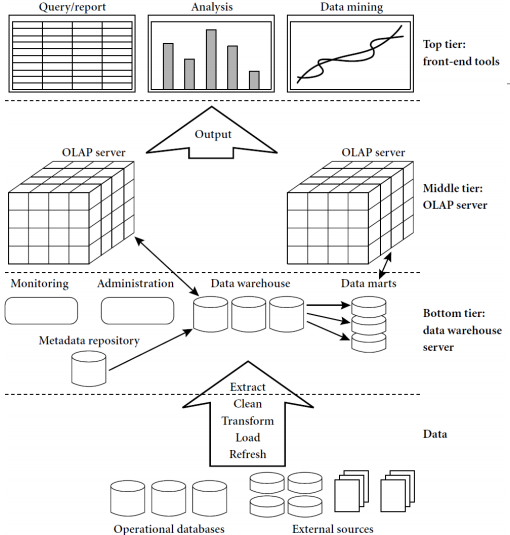 Query/report
Analysis
Data mining
Top tier:
front-end tools
Output
OLAP server
OLAP server
Middle tier:
OLAP server
Monitoring
Administration
Data warehouse
Data marts
Bottom tier:
data warehouse
server
Metadata repository
Extract
Clean
Transform
Load
Refresh
Data
Operational databases
External sources